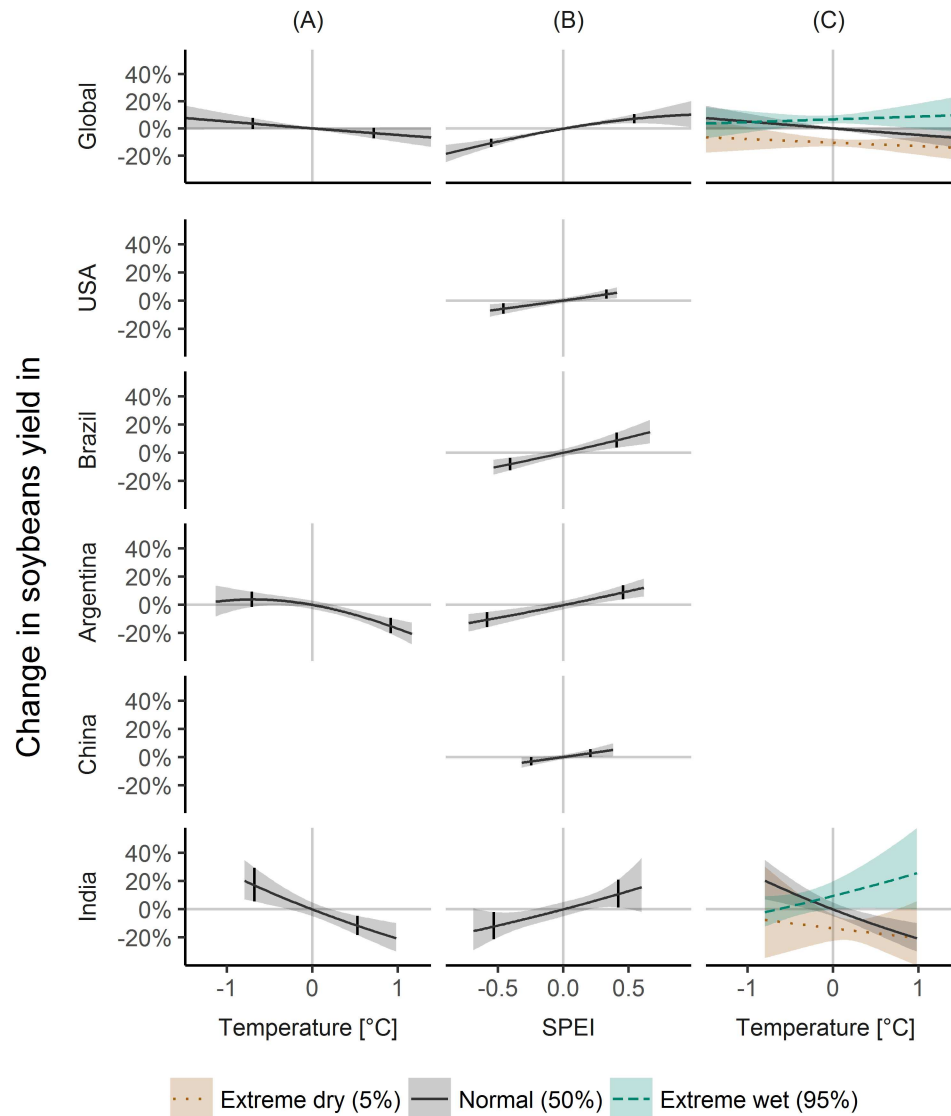 (A) (B) (C)
Change in soybeans yield in
Global
40%
20%
0%
-20%
USA
40%
20%
0%
-20%
Brazil
40%
20%
0%
-20%
Argentina
40%
20%
0%
-20%
China
40%
20%
0%
-20%
India
40%
20%
0%
-20%
-1 0 1 -0.5 0.0 0.5 -1 0 1
Temperature [°C] SPEI Temperature [°C]
Extreme dry (5%) Normal (50%) Extreme wet (95%)